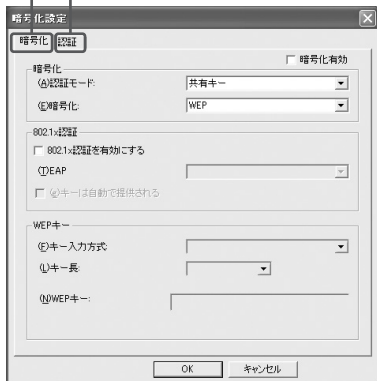 暗号化設定
暗号化 認証
暗号化有効
暗号化
(A)認証モード: 共有キー
(E)暗号化: WEP
802.1x認証
802.1x認証を有効にする
(T)EAP
(e)キーは自動で提供される
WEPキー
(F)キー入力方式:
(L)キー長:
(N)WEPキー:
OK キャンセル